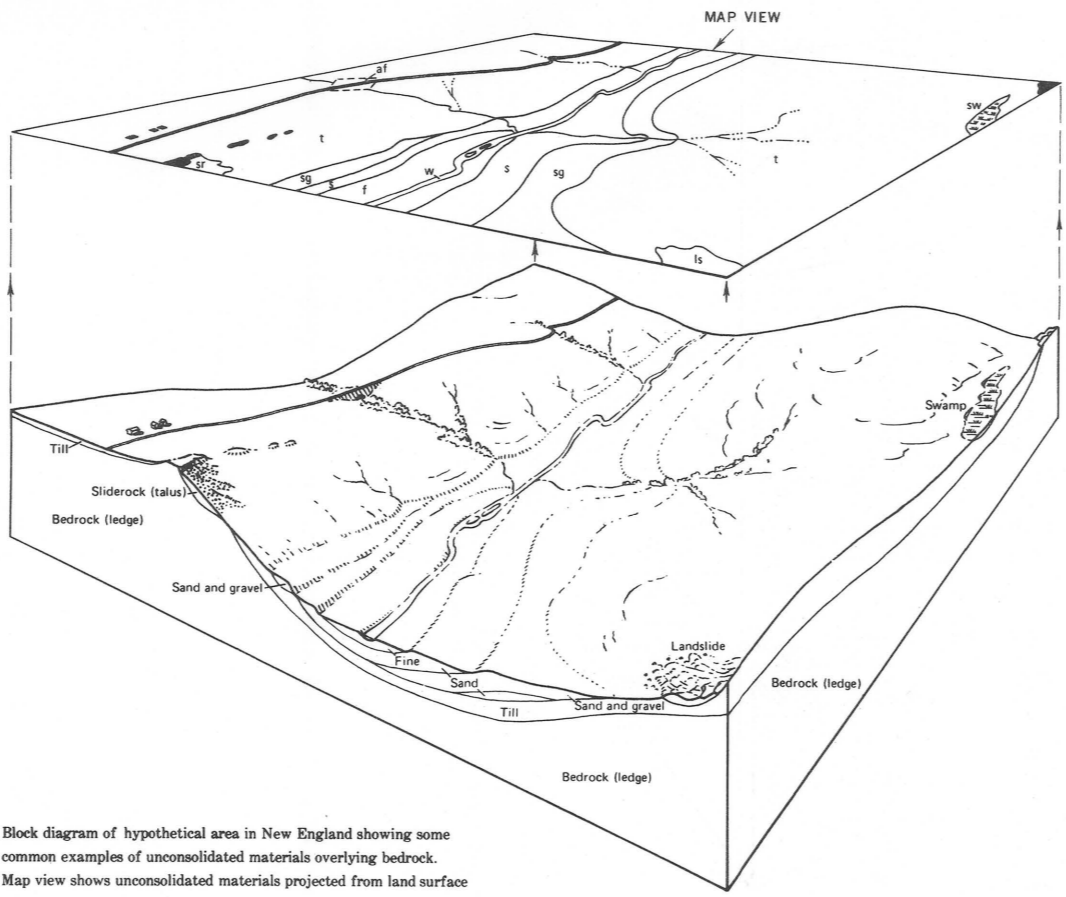 MAP VIEW
af
sw
t
t
sr
sg
s
f
w
s
sg
ls
Swamp
Till
Sliderock (talus)
Bedrock (ledge)
Sand and gravel
Landslide
Fine
Sand
Sand and gravel
Till
Bedrock (ledge)
Bedrock (ledge)
Block diagram of hypothetical area in New England showing some
common examples of unconsolidated materials overlying bedrock.
Map view shows unconsolidated materials projected from land surface